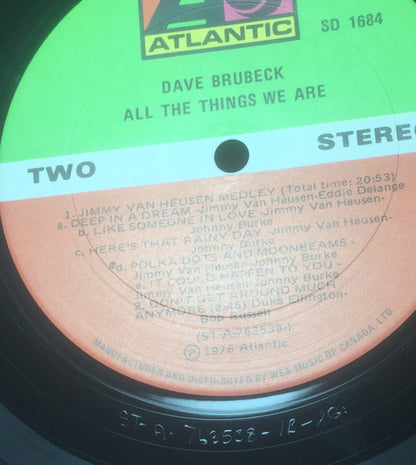 ATLANTIC
SD 1684
DAVE BRUBECK
ALL THE THINGS WE ARE
TWO
STEREO
1. JIMMY VAN HEUSEN MEDLEY (Total time: 20:53)
a. DEEP IN A DREAM -Jimmy Van Heusen-Eddie Delange
b. LIKE SOMEONE IN LOVE -Jimmy Van Heusen-
Johnny Burke
c. HERE'S THAT RAINY DAY -Jimmy Van Heusen-
Johnny Burke
d. POLKA DOTS AND MOONBEAMS -
Jimmy Van Heusen-Johnny Burke
e. IT COULD HAPPEN TO YOU -
Jimmy Van Heusen-Johnny Burke
2. DON'T GET AROUND MUCH
ANYMORE Duke Ellington-
Bob Russell
(ST-A-763538-)
Ⓟ 1976 Atlantic
MANUFACTURED AND DISTRIBUTED BY WEA MUSIC OF CANADA, LTD.
ST-A-763538-1R-